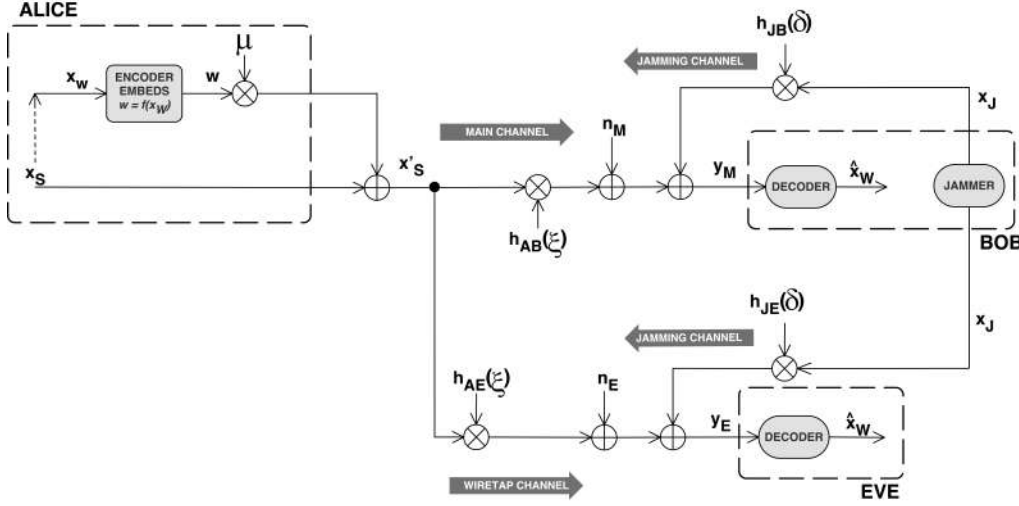 ALICE
μ
x_W
ENCODER
EMBEDS
w = f(x_W)
w
x_S
x'_S
MAIN CHANNEL
h_AB(ξ)
n_M
JAMMING CHANNEL
h_JB(δ)
x_J
y_M
DECODER
x̂_W
JAMMER
BOB
x_J
h_JE(δ)
JAMMING CHANNEL
h_AE(ξ)
n_E
y_E
DECODER
x̂_W
EVE
WIRETAP CHANNEL